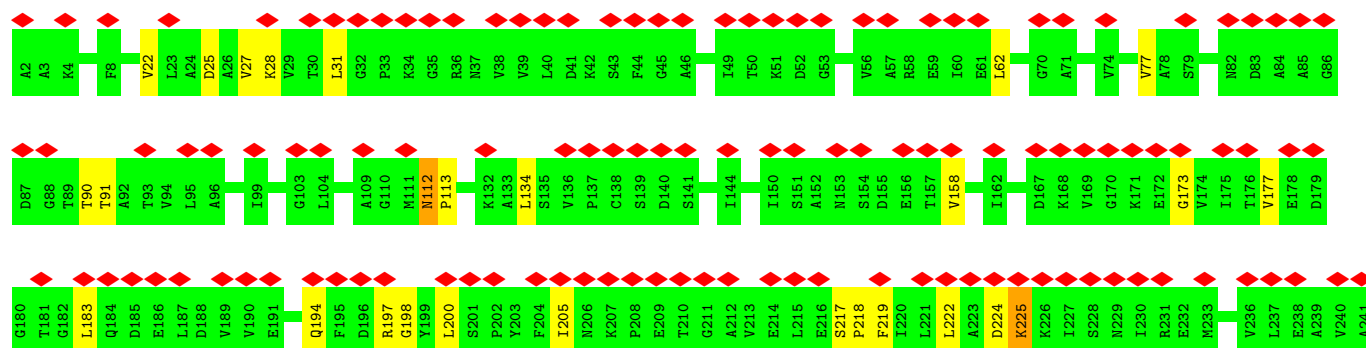 A2 A3 K4 F8 V22 L23 A24 D25 A26 V27 K28 V29 T30 L31 G32 P33 K34 G35 R36 N37 V38 V39 L40 D41 K42 S43 F44 G45 A46 I49 T50 K51 D52 G53 V56 A57 R58 E59 I60 E61 L62 G70 A71 V74 V77 A78 S79 N82 D83 A84 A85 G86
D87 G88 T89 T90 T91 A92 T93 V94 L95 A96 I99 G103 L104 A109 G110 M111 N112 P113 K132 A133 L134 S135 V136 P137 C138 S139 D140 S141 I144 I150 S151 A152 N153 S154 D155 E156 T157 V158 I162 D167 K168 V169 G170 K171 E172 G173 V174 I175 T176 V177 E178 D179
G180 T181 G182 L183 Q184 D185 E186 L187 D188 V189 V190 E191 Q194 F195 D196 R197 G198 Y199 L200 S201 P202 Y203 F204 I205 N206 K207 P208 E209 T210 G211 A212 V213 E214 L215 E216 S217 P218 F219 I220 L221 L222 A223 D224 K225 K226 I227 S228 N229 I230 R231 E232 M233 V236 L237 E238 A239 V240 A241